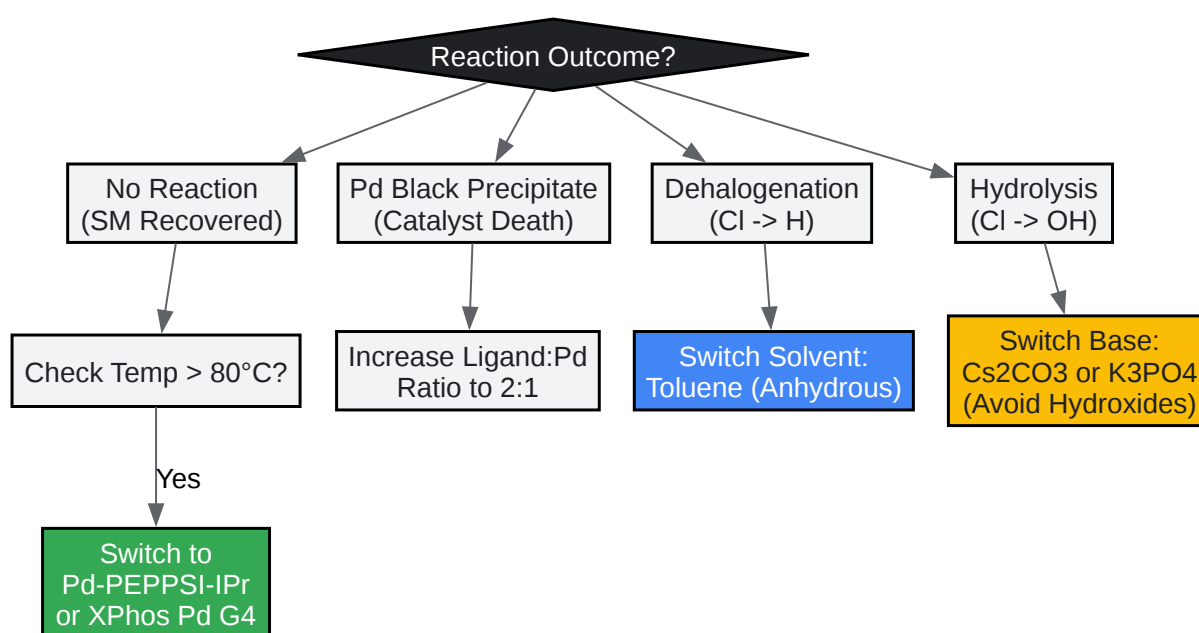 Reaction Outcome?
No Reaction
(SM Recovered)
Pd Black Precipitate
(Catalyst Death)
Dehalogenation
(Cl -> H)
Hydrolysis
(Cl -> OH)
Check Temp > 80°C?
Increase Ligand:Pd
Ratio to 2:1
Switch Solvent:
Toluene (Anhydrous)
Switch Base:
Cs2CO3 or K3PO4
(Avoid Hydroxides)
Yes
Switch to
Pd-PEPPSI-IPr
or XPhos Pd G4